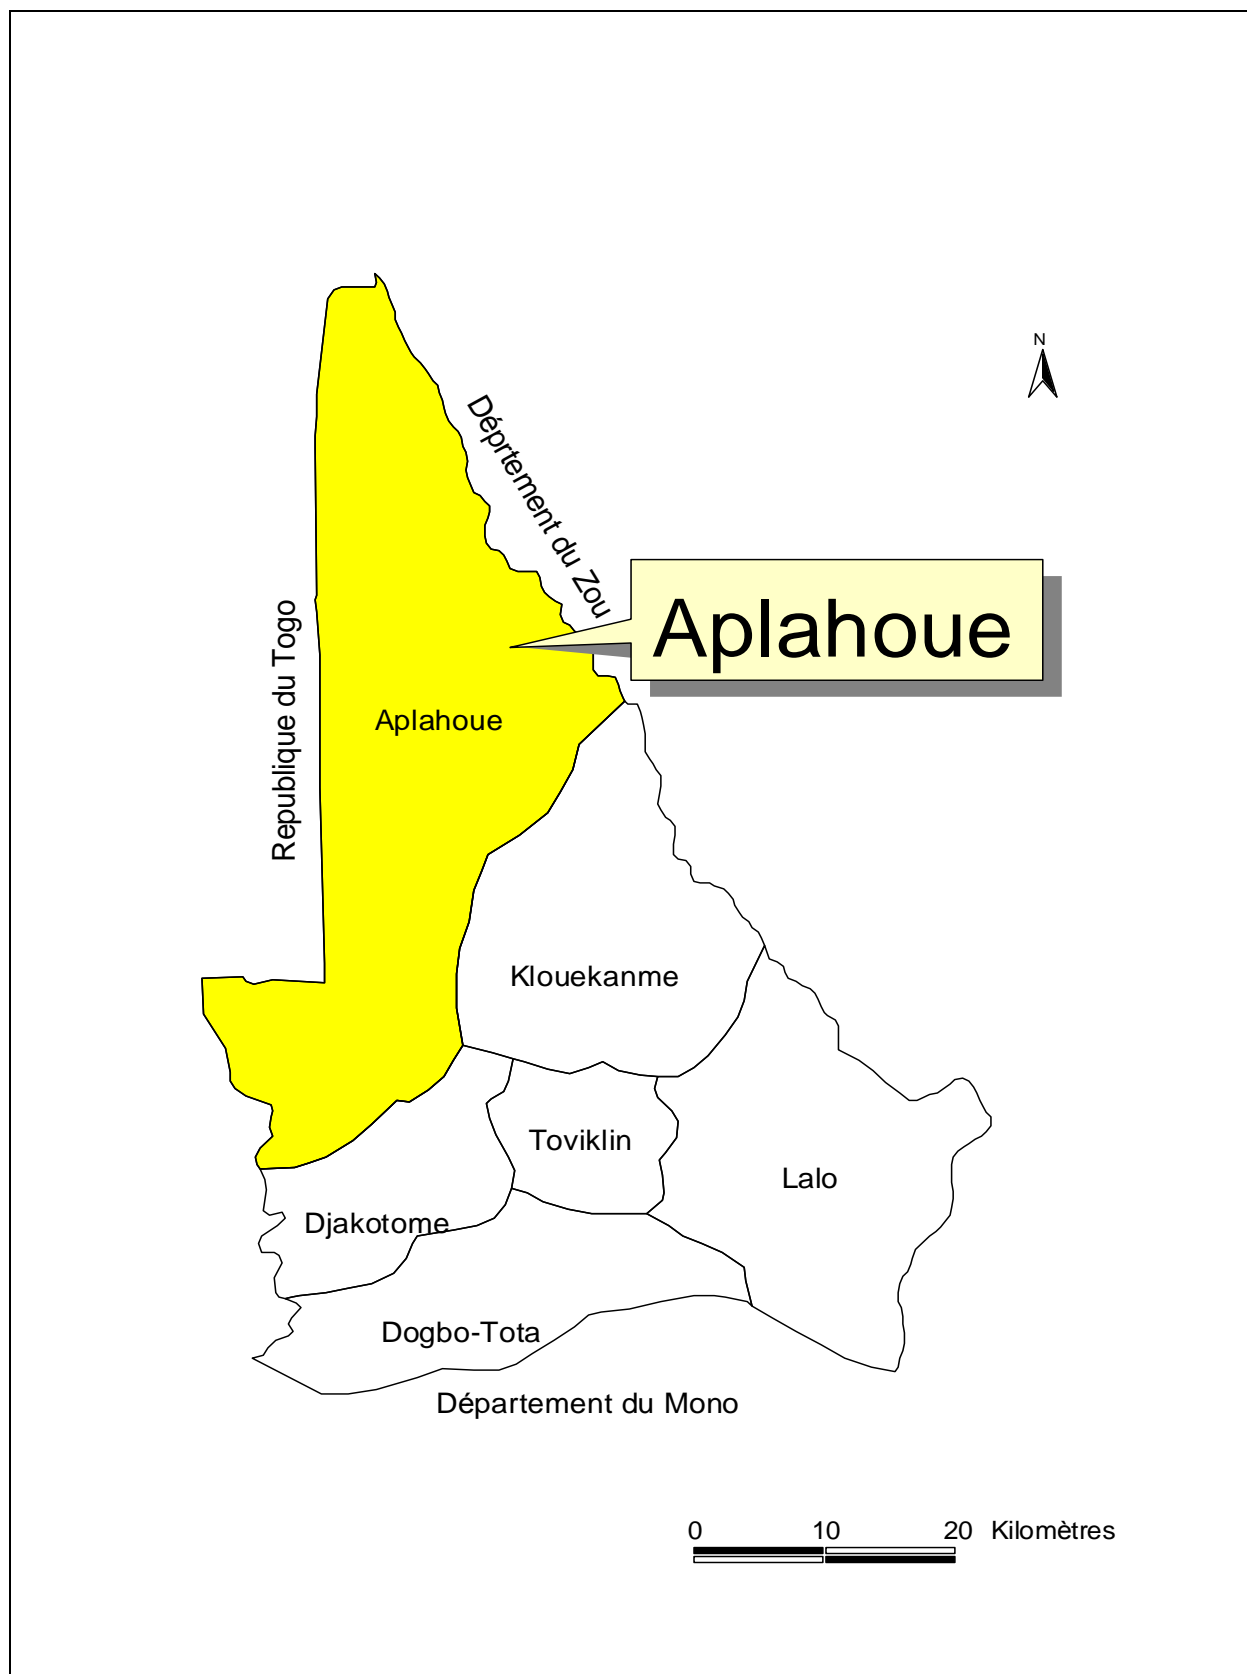 N
Déprtement du Zou
Aplahoue
Republique du Togo
Aplahoue
Klouekanme
Toviklin
Lalo
Djakotome
Dogbo-Tota
Département du Mono
0 10 20 Kilomètres